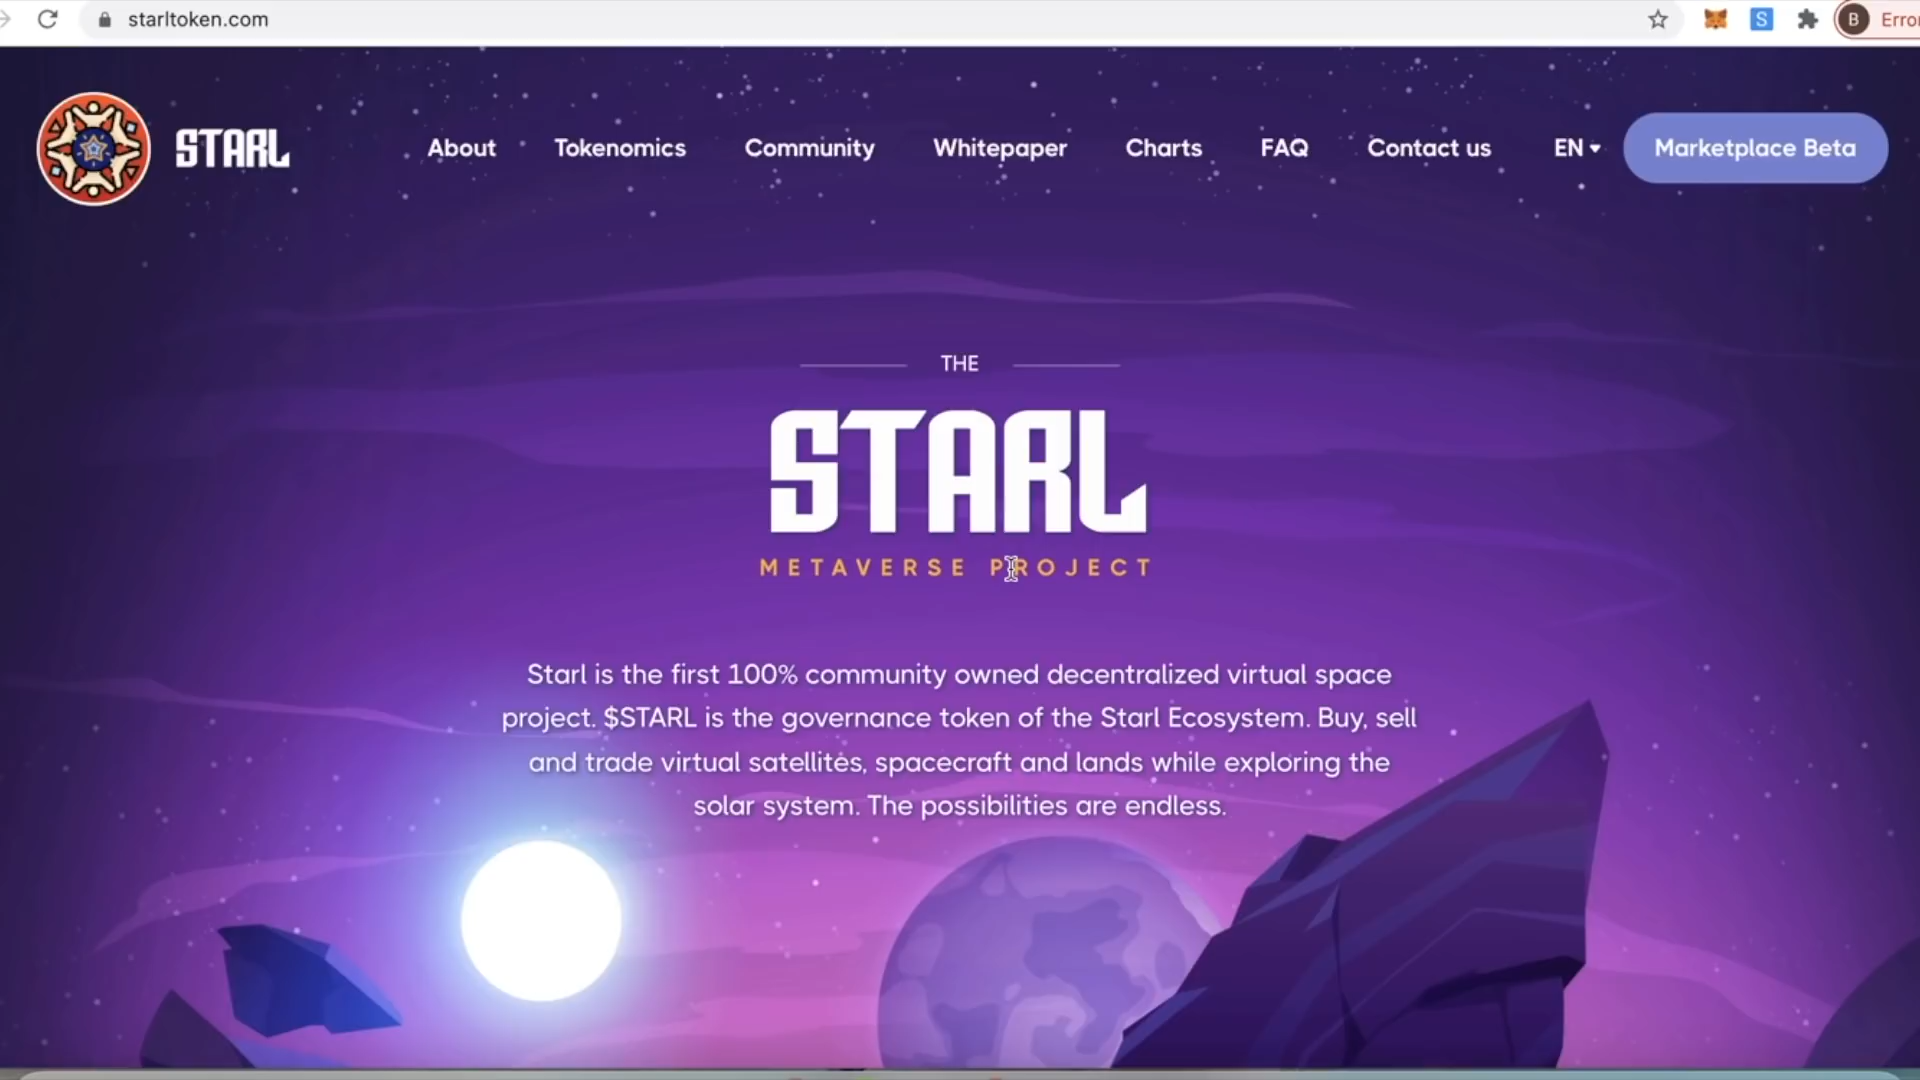 starltoken.com
S
B
Error
STARL
About
Tokenomics
Community
Whitepaper
Charts
FAQ
Contact us
EN
Marketplace Beta
THE
STARL
METAVERSE PROJECT
Starl is the first 100% community owned decentralized virtual space
project. $STARL is the governance token of the Starl Ecosystem. Buy, sell
and trade virtual satellites, spacecraft and lands while exploring the
solar system. The possibilities are endless.